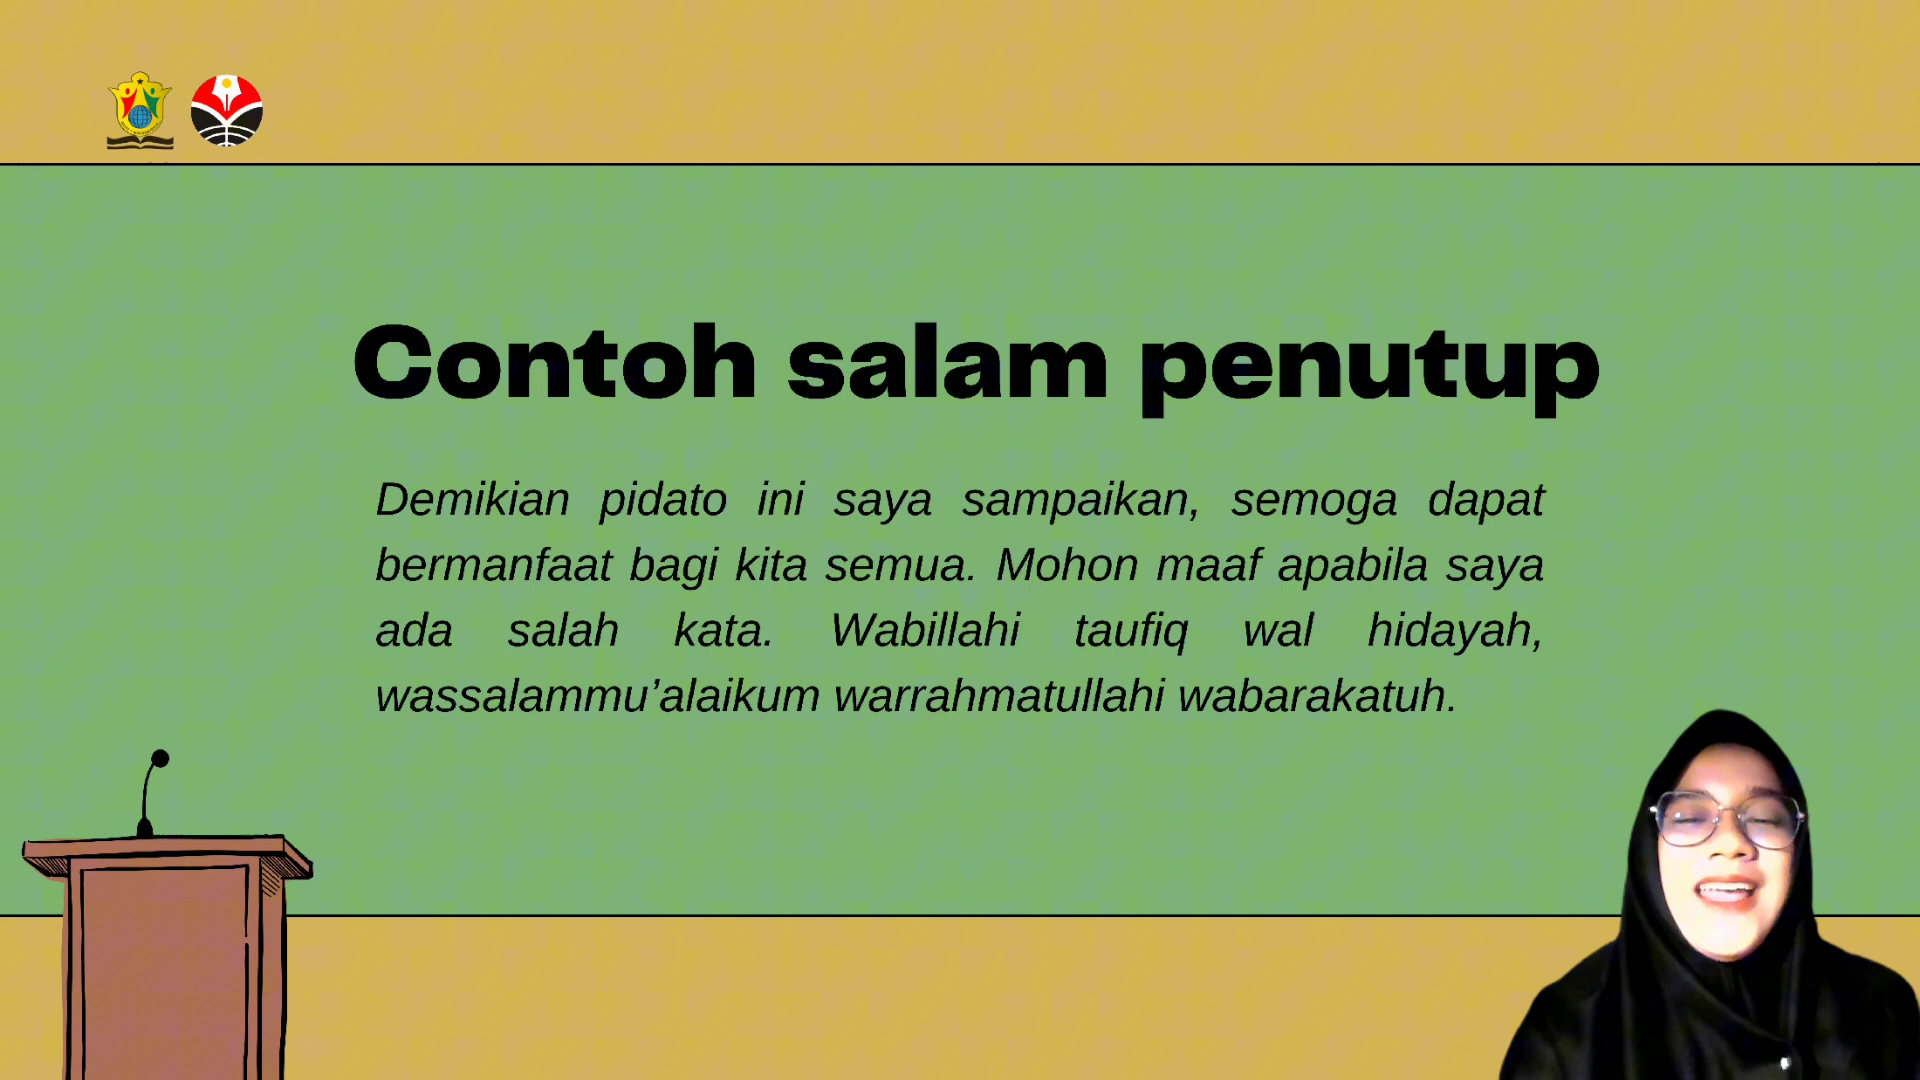 Contoh salam penutup
Demikian pidato ini saya sampaikan, semoga dapat
bermanfaat bagi kita semua. Mohon maaf apabila saya
ada salah kata. Wabillahi taufiq wal hidayah,
wassalammu’alaikum warrahmatullahi wabarakatuh.